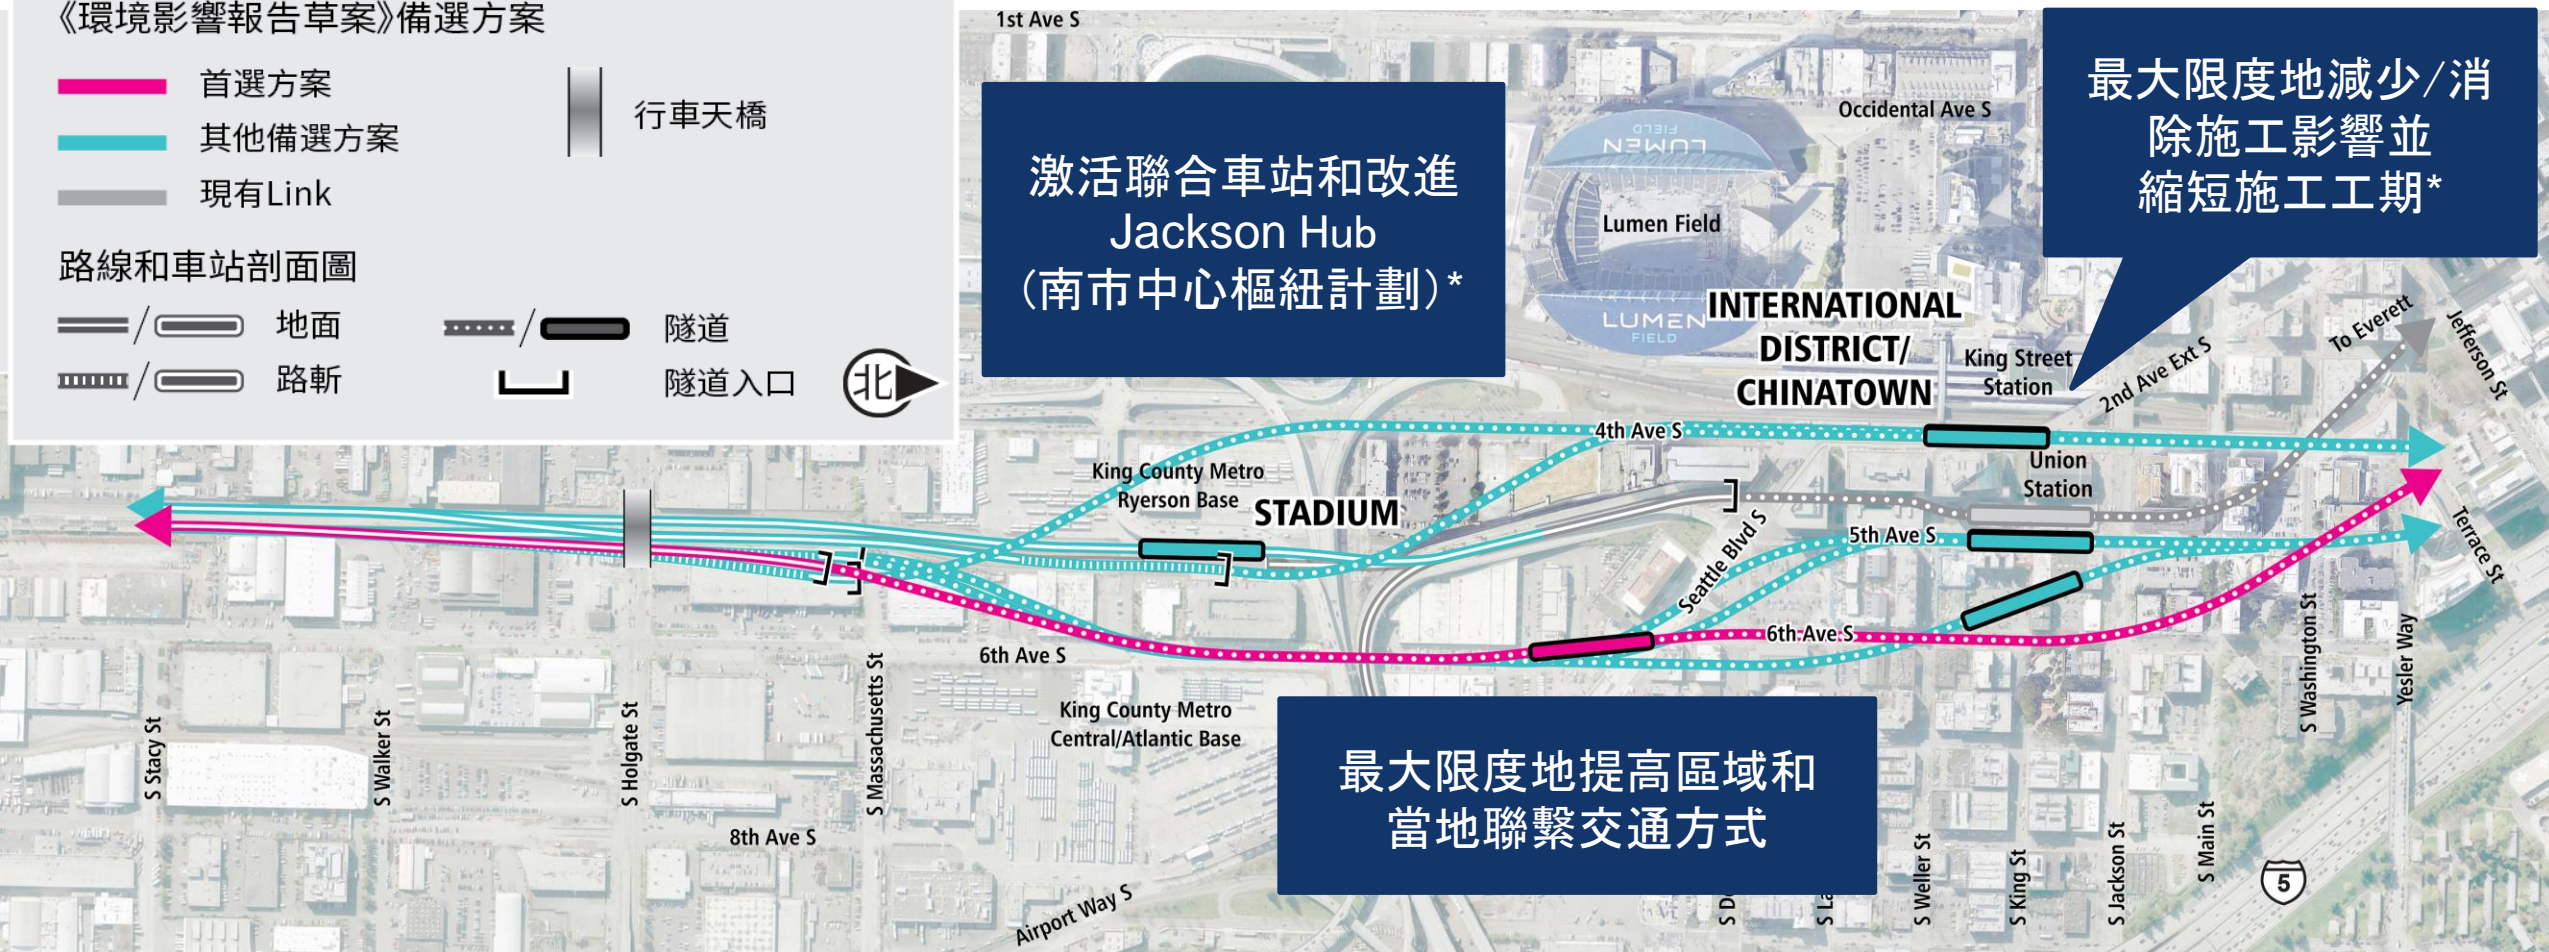 《環境影響報告草案》備選方案
首選方案
其他備選方案
現有Link
行車天橋
路線和車站剖面圖
地面
路斬
隧道
隧道入口
北
1st Ave S
Occidental Ave S
激活聯合車站和改進
Jackson Hub
(南市中心樞紐計劃)*
最大限度地減少/消
除施工影響並
縮短施工工期*
LUMEN
FIELD
Lumen Field
LUMEN
FIELD
INTERNATIONAL
DISTRICT/
CHINATOWN
King Street
Station
2nd Ave Ext S
To Everett
Jefferson St
4th Ave S
Union
Station
King County Metro
Ryerson Base
STADIUM
Seattle Blvd S
5th Ave S
Terrace St
6th Ave S
6th Ave S
S Stacy St
S Walker St
S Holgate St
S Massachusetts St
King County Metro
Central/Atlantic Base
8th Ave S
Airport Way S
最大限度地提高區域和
當地聯繫交通方式
S Weller St
S King St
S Jackson St
S Main St
S Washington St
Yesler Way
5